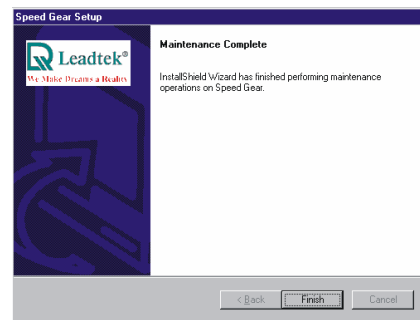 Speed Gear Setup
Leadtek®
We Make Dreams a Reality
Maintenance Complete
InstallShield Wizard has finished performing maintenance
operations on Speed Gear.
< Back
Finish
Cancel